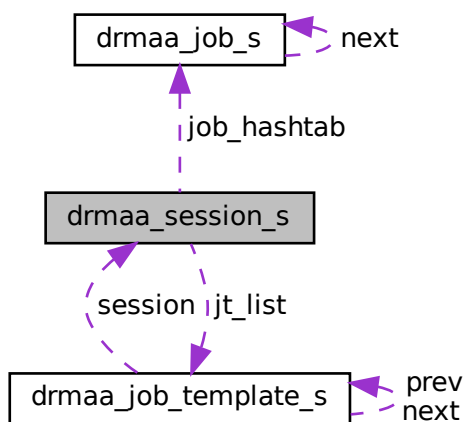 drmaa_job_s
next
job_hashtab
drmaa_session_s
session
jt_list
drmaa_job_template_s
prev
next